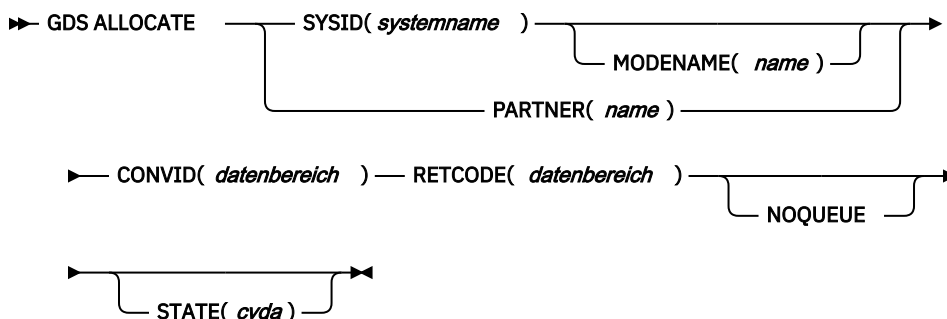 GDS ALLOCATE SYSID( systemname )
MODENAME( name )
PARTNER( name )
CONVID( datenbereich ) RETCODE( datenbereich )
NOQUEUE
STATE( cvda )